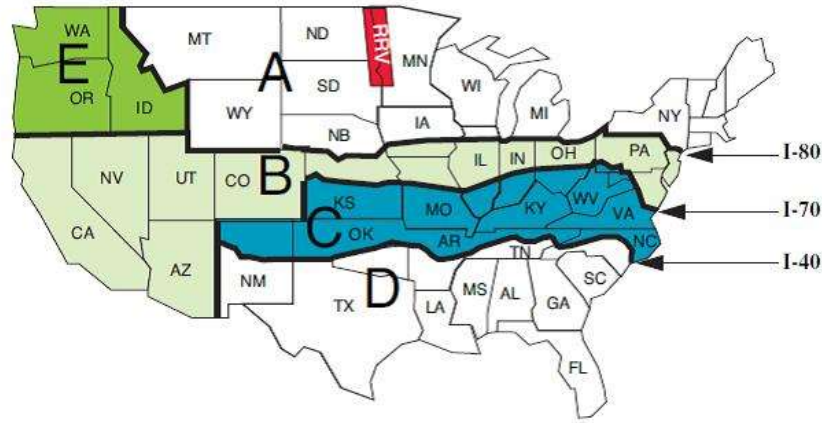 WA
MT
ND
RRV
MN
E
A
OR
ID
WY
SD
WI
MI
NY
NB
IA
I-80
NV
UT
CO
B
IL
IN
OH
PA
CA
KS
MO
KY
WV
VA
I-70
C
OK
AR
NC
AZ
NM
TN
I-40
D
TX
LA
MS
AL
GA
SC
FL